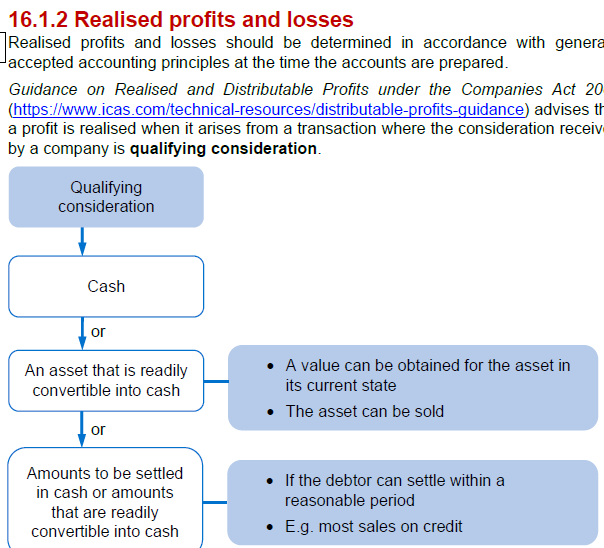 16.1.2 Realised profits and losses
Realised profits and losses should be determined in accordance with genera
accepted accounting principles at the time the accounts are prepared.
Guidance on Realised and Distributable Profits under the Companies Act 20
(https://www.icas.com/technical-resources/distributable-profits-guidance) advises th
a profit is realised when it arises from a transaction where the consideration receiv
by a company is qualifying consideration.
Qualifying
consideration
Cash
or
An asset that is readily
convertible into cash
• A value can be obtained for the asset in
its current state
• The asset can be sold
or
Amounts to be settled
in cash or amounts
that are readily
convertible into cash
• If the debtor can settle within a
reasonable period
• E.g. most sales on credit